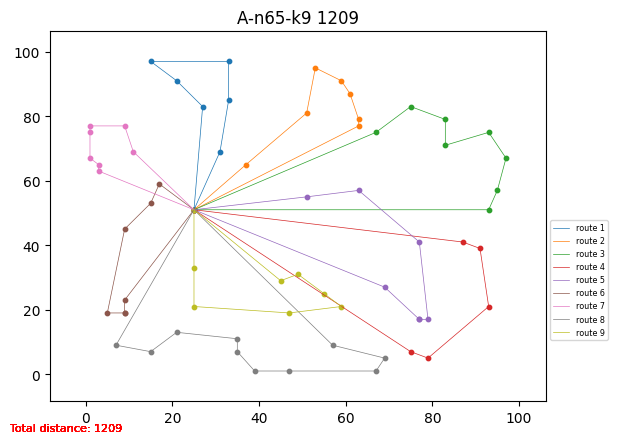 A-n65-k9 1209
100
80
60
40
20
0
0 20 40 60 80 100
route 1
route 2
route 3
route 4
route 5
route 6
route 7
route 8
route 9
Total distance: 1209